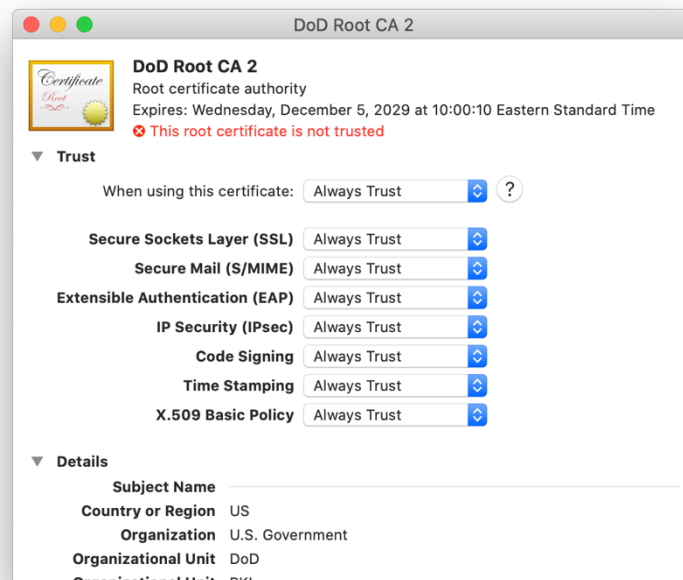 DoD Root CA 2
Certificate
Root
DoD Root CA 2
Root certificate authority
Expires: Wednesday, December 5, 2029 at 10:00:10 Eastern Standard Time
This root certificate is not trusted
Trust
When using this certificate: Always Trust ?
Secure Sockets Layer (SSL) Always Trust
Secure Mail (S/MIME) Always Trust
Extensible Authentication (EAP) Always Trust
IP Security (IPsec) Always Trust
Code Signing Always Trust
Time Stamping Always Trust
X.509 Basic Policy Always Trust
Details
Subject Name
Country or Region US
Organization U.S. Government
Organizational Unit DoD
Organizational Unit PKI